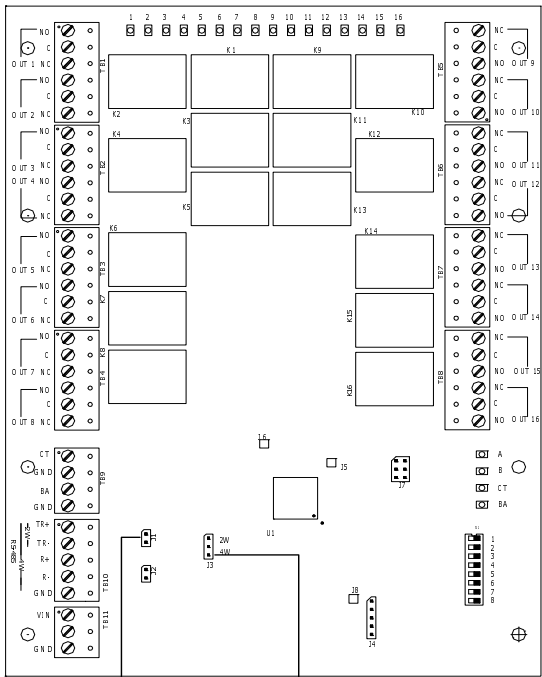 1 2 3 4 5 6 7 8 9 10 11 12 13 14 15 16
NO K1 K9 NC
C TB1 TB5 C
OUT 1 NC NO OUT 9
NO NC
C C
OUT 2 NC K2 K10 NO OUT 10
K3 K11
NO K4 K12 NC
C C
OUT 3 NC TB2 TB6 NO OUT 11
OUT 4 NO NC OUT 12
C C
NC K5 K13 NO
NO K6 K14 NC
C C
OUT 5 NC TB3 TB7 NO OUT 13
NO K7 NC
C C
OUT 6 NC K15 NO OUT 14
NO NC
C K8 C
OUT 7 NC TB4 TB8 NO OUT 15
NO K16 NC
C C
OUT 8 NC NO OUT 16
J6
CT A
GND TB9 J5 B
BA J7 CT
GND BA
TR+ 2W U1
TR- J1 2W 1
RS-485 4W 4W 2
R+ J3 3
R- J2 4
GND TB10 5
J8 6
VIN TB11 7
8
GND J4